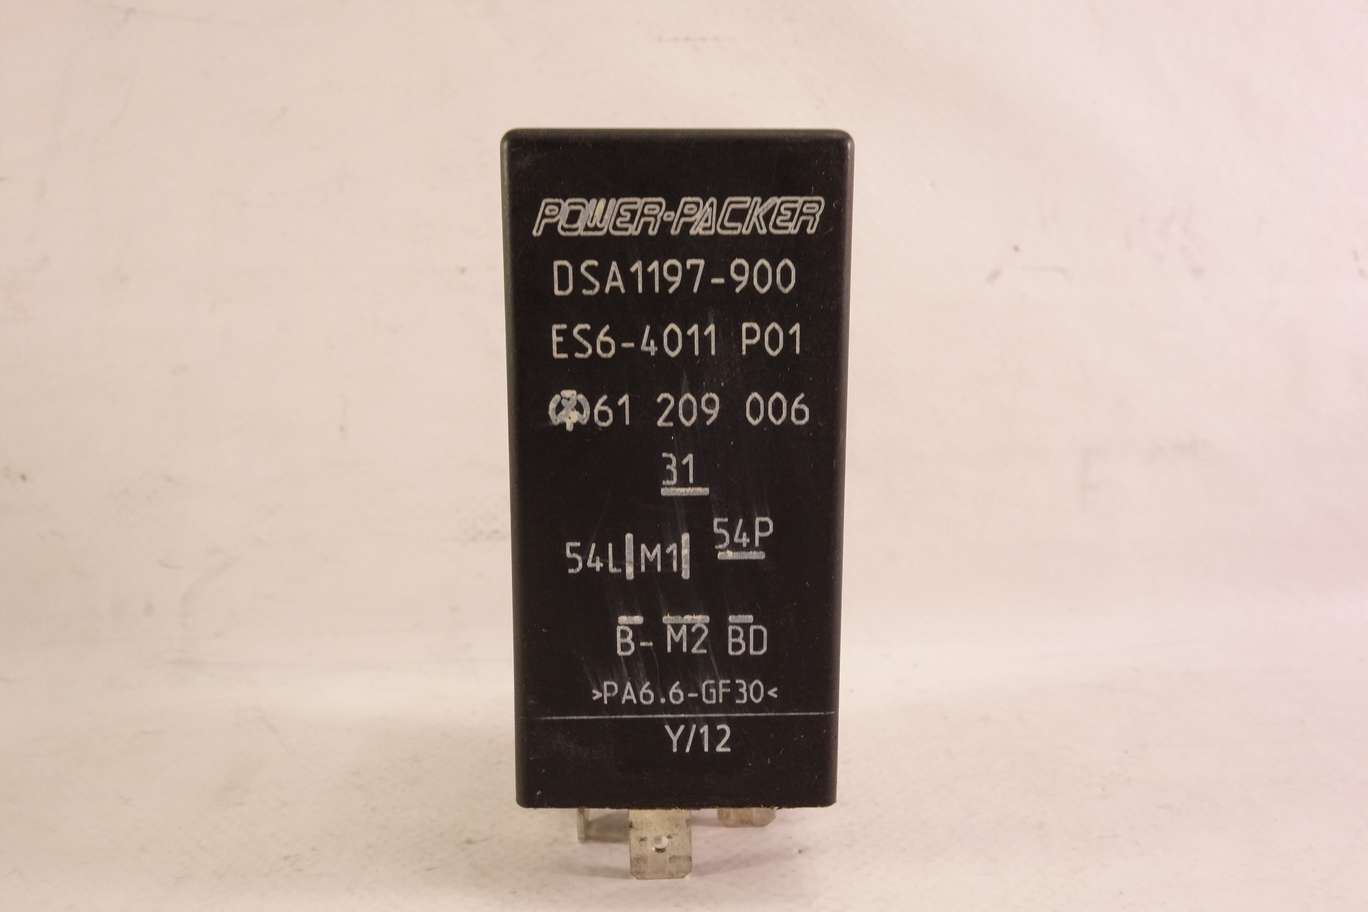 POWER-PACKER
DSA1197-900
ES6-4011 P01
61 209 006
31
54P
54L M1
B- M2 BD
>PA6.6-GF30<
Y/12